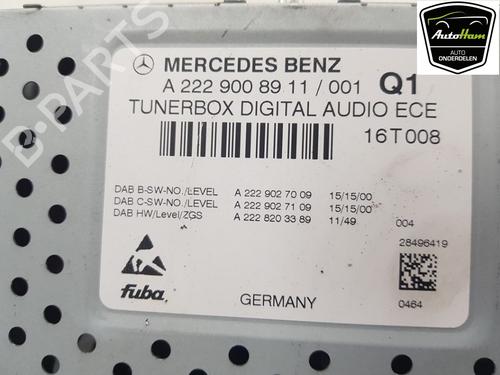 AutoHam
AUTO
ONDERDELEN
B-PARTS
MERCEDES BENZ
A 222 900 89 11 / 001 Q1
TUNERBOX DIGITAL AUDIO ECE
16T008
DAB B-SW-NO./LEVEL A 222 902 70 09 15/15/00
DAB C-SW-NO./LEVEL A 222 902 71 09 15/15/00
DAB HW/Level/ZGS A 222 820 33 89 11/49 004
28496419
fuba
GERMANY
0464